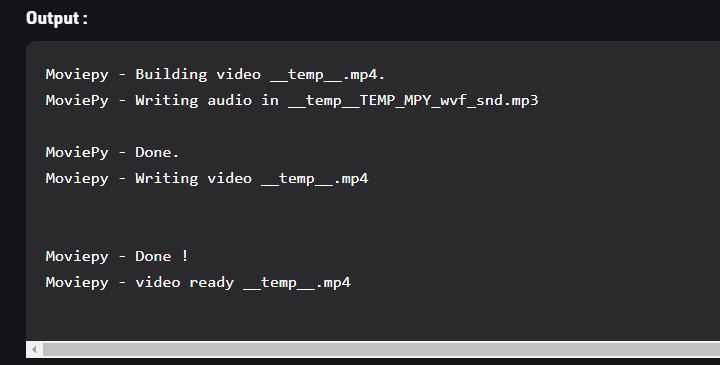 Output :
Moviepy - Building video __temp__.mp4.
MoviePy - Writing audio in __temp__TEMP_MPY_wvf_snd.mp3
MoviePy - Done.
Moviepy - Writing video __temp__.mp4
Moviepy - Done !
Moviepy - video ready __temp__.mp4